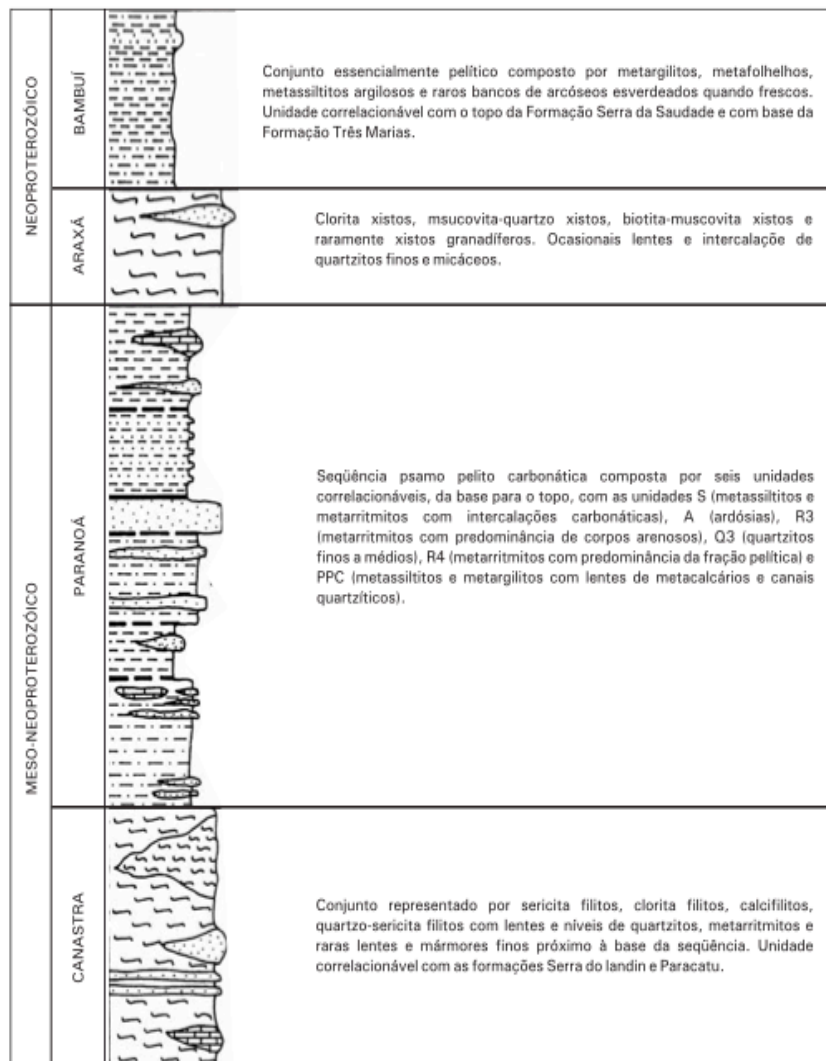 NEOPROTEROZÓICO
BAMBUÍ
Conjunto essencialmente pelítico composto por metargilitos, metafolhelhos,
metassiltitos argilosos e raros bancos de arcóseos esverdeados quando frescos.
Unidade correlacionável com o topo da Formação Serra da Saudade e com base da
Formação Três Marias.
ARAXÁ
Clorita xistos, msucovita-quartzo xistos, biotita-muscovita xistos e
raramente xistos granadíferos. Ocasionais lentes e intercalaçõe de
quartzitos finos e micáceos.
MESO-NEOPROTEROZÓICO
PARANOÁ
Seqüência psamo pelito carbonática composta por seis unidades
correlacionáveis, da base para o topo, com as unidades S (metassiltitos e
metarritmitos com intercalações carbonáticas), A (ardósias), R3
(metarritmitos com predominância de corpos arenosos), Q3 (quartzitos
finos a médios), R4 (metarritmitos com predominância da fração pelítica) e
PPC (metassiltitos e metargilitos com lentes de metacalcários e canais
quartzíticos).
CANASTRA
Conjunto representado por sericita filitos, clorita filitos, calcifilitos,
quartzo-sericita filitos com lentes e níveis de quartzitos, metarritmitos e
raras lentes e mármores finos próximo à base da seqüência. Unidade
correlacionável com as formações Serra do landin e Paracatu.